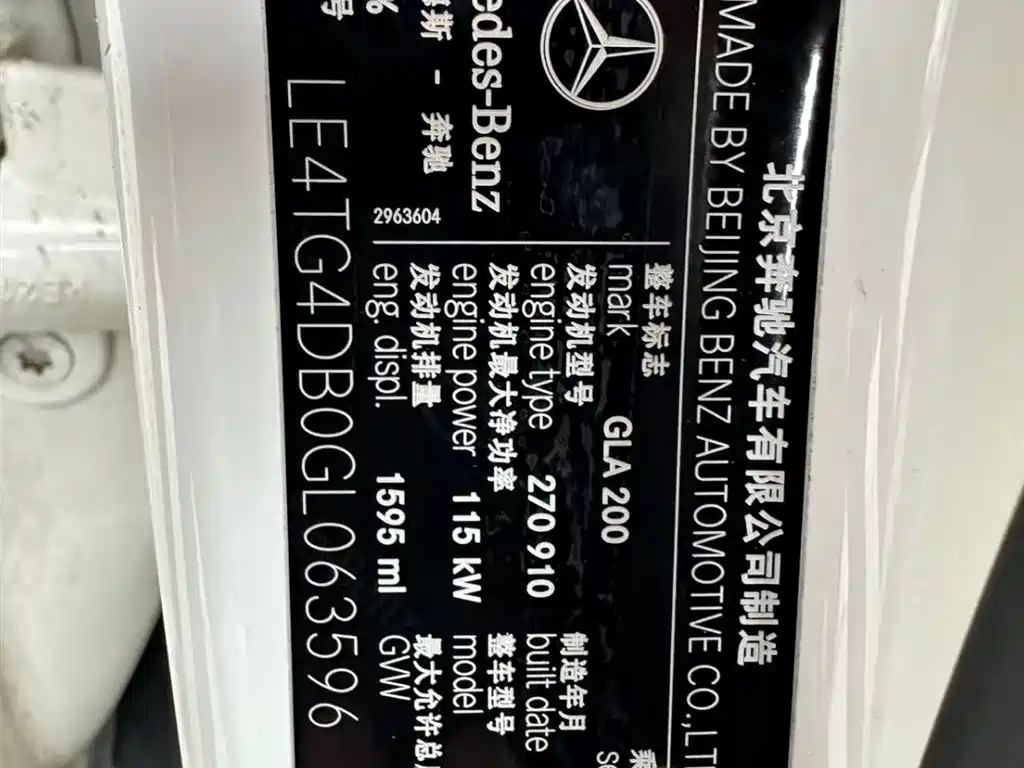 北京奔驰汽车有限公司制造
MADE BY BEIJING BENZ AUTOMOTIVE CO.,LT
整车标志
mark GLA 200
发动机型号
engine type 270 910
发动机最大净功率
engine power 115 kW
发动机排量
eng. displ. 1595 ml
制造年月
built date
整车型号
model
最大允许总
GVW
edes-Benz
斯 - 奔驰
%
2963604
号
LE4TG4DB0GL063596